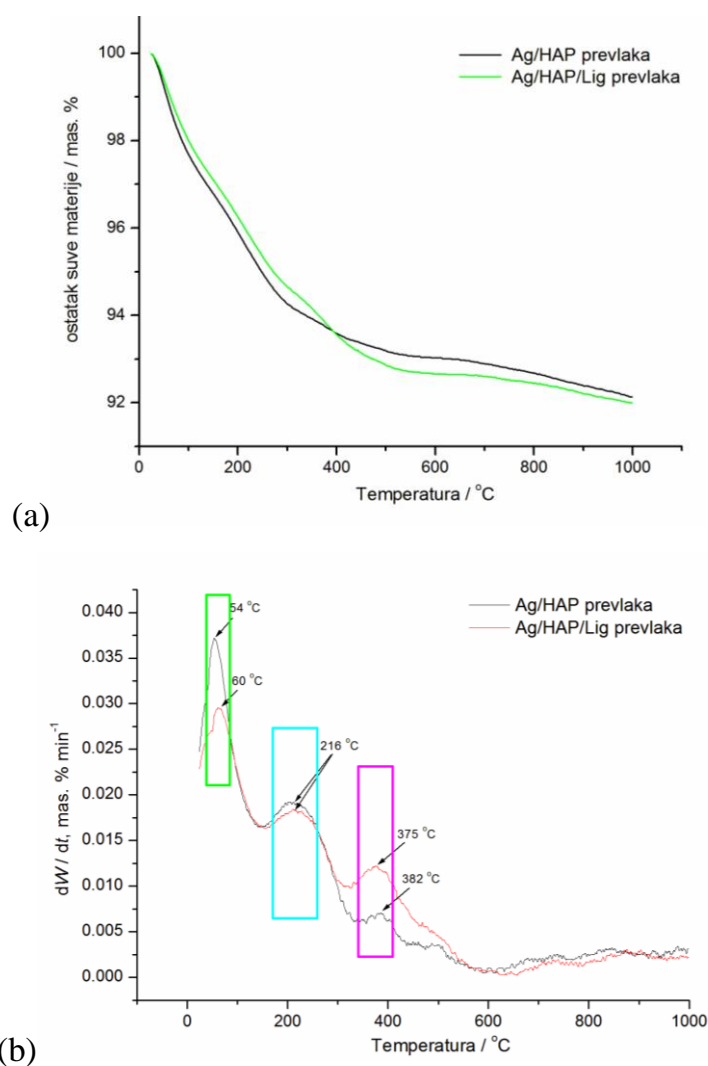 100
98
96
94
92
ostatak suve materije / mas. %
Ag/HAP prevlaka
Ag/HAP/Lig prevlaka
0 200 400 600 800 1000
Temperatura / °C
(a)
0.040
0.035
0.030
0.025
0.020
0.015
0.010
0.005
0.000
dW / dt, mas. % min⁻¹
Ag/HAP prevlaka
Ag/HAP/Lig prevlaka
54 °C
60 °C
216 °C
375 °C
382 °C
0 200 400 600 800 1000
Temperatura / °C
(b)